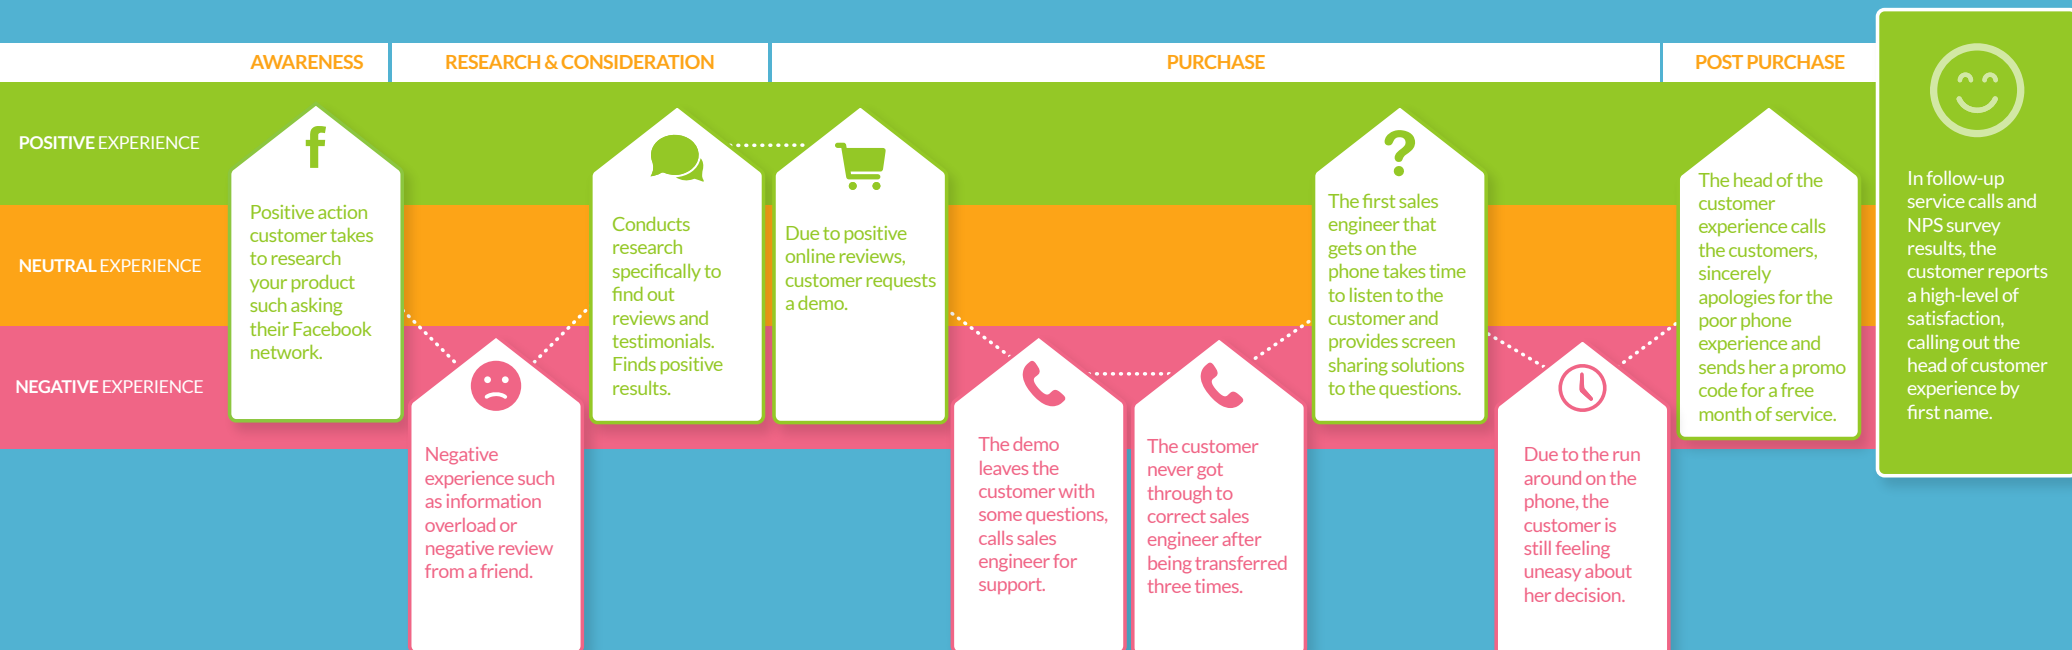 AWARENESS
RESEARCH & CONSIDERATION
PURCHASE
POST PURCHASE
POSITIVE EXPERIENCE
NEUTRAL EXPERIENCE
NEGATIVE EXPERIENCE
Positive action
customer takes
to research
your product
such asking
their Facebook
network.
Negative
experience such
as information
overload or
negative review
from a friend.
Conducts
research
specifically to
find out
reviews and
testimonials.
Finds positive
results.
Due to positive
online reviews,
customer requests
a demo.
The demo
leaves the
customer with
some questions,
calls sales
engineer for
support.
The customer
never got
through to
correct sales
engineer after
being transferred
three times.
?
The first sales
engineer that
gets on the
phone takes time
to listen to the
customer and
provides screen
sharing solutions
to the questions.
Due to the run
around on the
phone, the
customer is
still feeling
uneasy about
her decision.
The head of the
customer
experience calls
the customers,
sincerely
apologies for the
poor phone
experience and
sends her a promo
code for a free
month of service.
In follow-up
service calls and
NPS survey
results, the
customer reports
a high-level of
satisfaction,
calling out the
head of customer
experience by
first name.